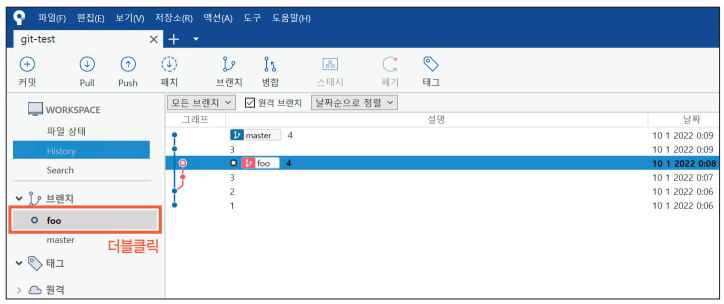 파일(F) 편집(E) 보기(V) 저장소(R) 액션(A) 도구 도움말(H)
git-test
커밋 Pull Push 패치 브랜치 병합 스태시 폐기 태그
WORKSPACE
파일 상태
History
Search
브랜치
foo
master
더블클릭
태그
원격
모든 브랜치 원격 브랜치 날짜순으로 정렬
그래프 설명 날짜
master 4 10 1 2022 0:09
3 10 1 2022 0:09
foo 4 10 1 2022 0:08
3 10 1 2022 0:07
2 10 1 2022 0:06
1 10 1 2022 0:06